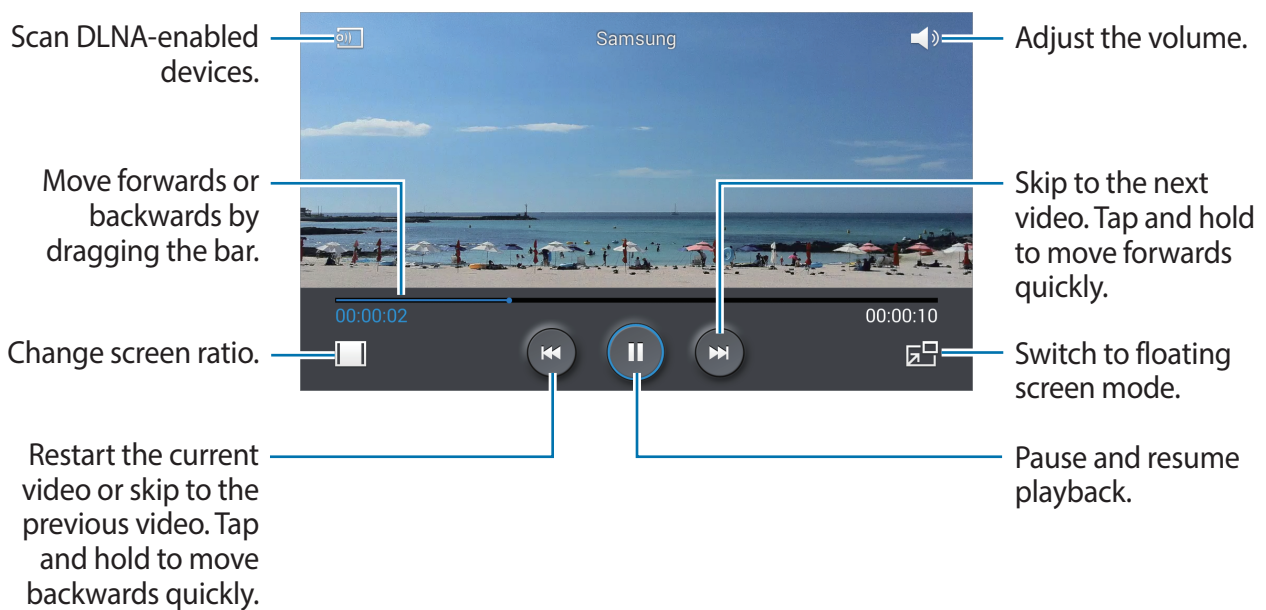 Scan DLNA-enabled
devices.
Samsung
Adjust the volume.
Move forwards or
backwards by
dragging the bar.
Skip to the next
video. Tap and hold
to move forwards
quickly.
00:00:02
00:00:10
Change screen ratio.
Switch to floating
screen mode.
Restart the current
video or skip to the
previous video. Tap
and hold to move
backwards quickly.
Pause and resume
playback.